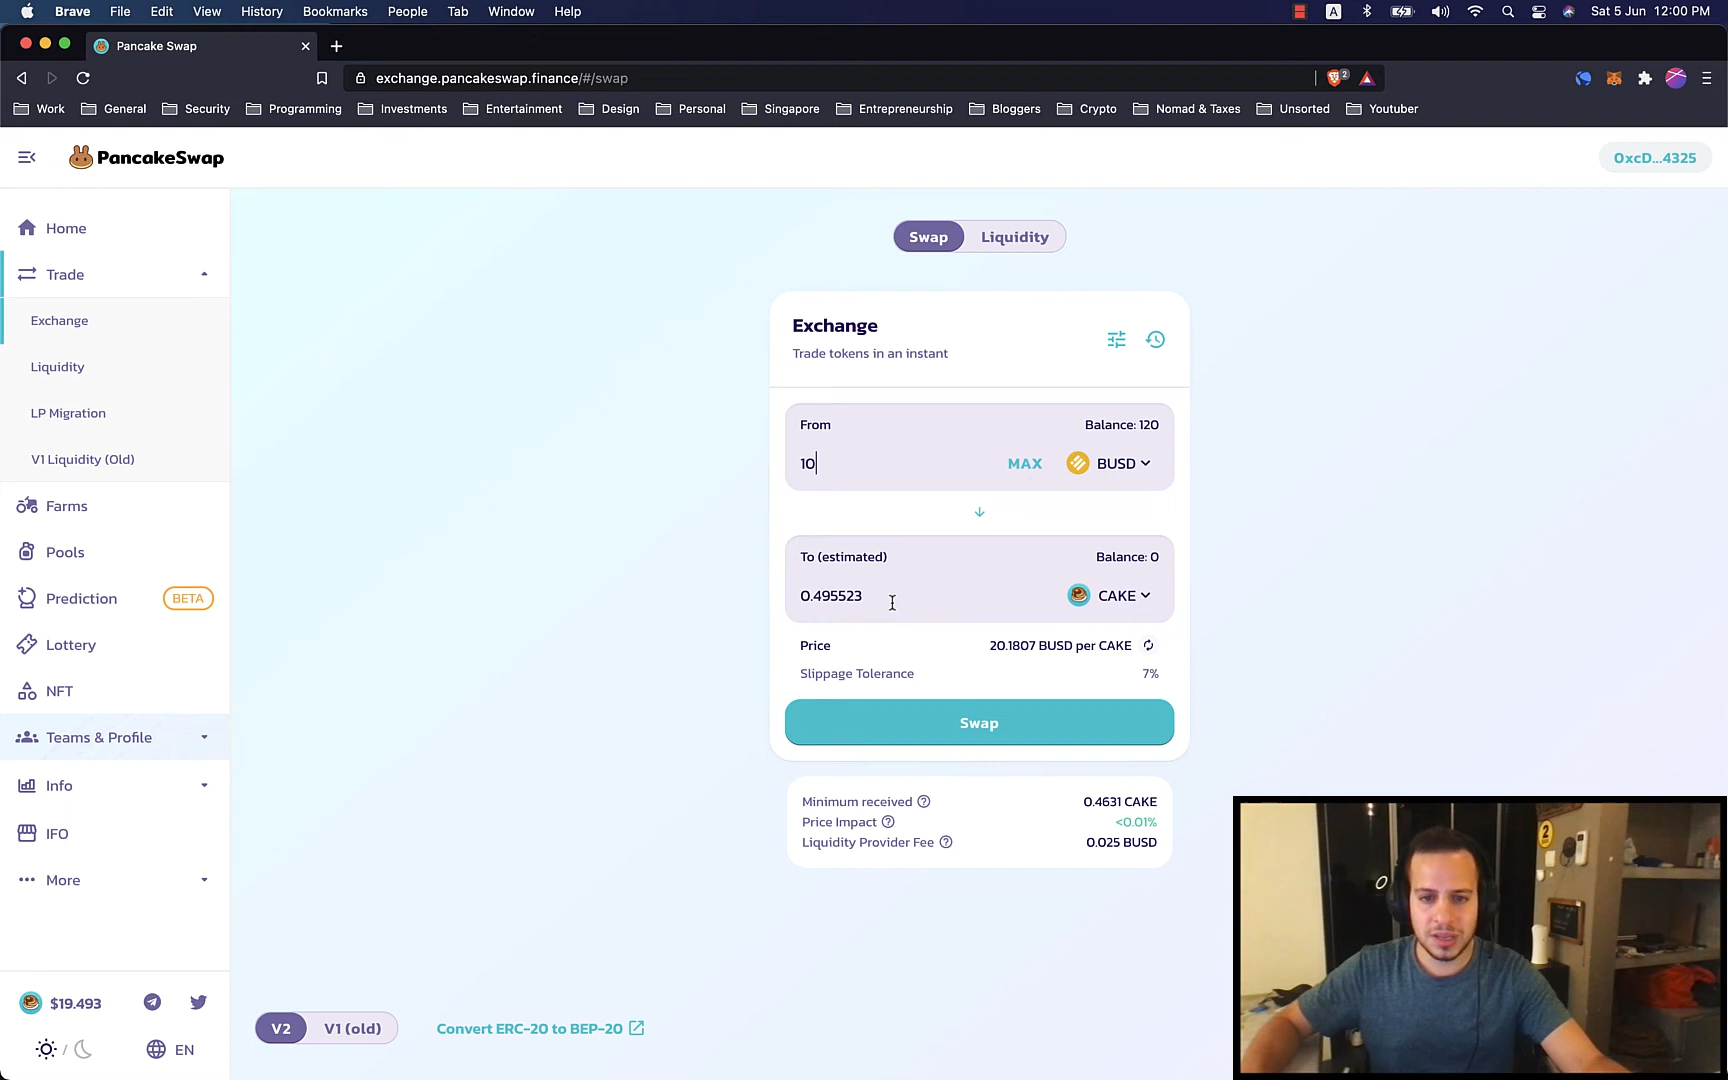 Brave File Edit View History Bookmarks People Tab Window Help A Sat 5 Jun 12:00 PM
Pancake Swap
exchange.pancakeswap.finance/#/swap 2
Work General Security Programming Investments Entertainment Design Personal Singapore Entrepreneurship Bloggers Crypto Nomad & Taxes Unsorted Youtuber
PancakeSwap 0xcD...4325
Home
Trade
Exchange
Liquidity
LP Migration
V1 Liquidity (Old)
Farms
Pools
Prediction BETA
Lottery
NFT
Teams & Profile
Info
IFO
More
$19.493
EN
Swap Liquidity
Exchange
Trade tokens in an instant
From Balance: 120
10 MAX BUSD
To (estimated) Balance: 0
0.495523 CAKE
Price 20.1807 BUSD per CAKE
Slippage Tolerance 7%
Swap
Minimum received 0.4631 CAKE
Price Impact <0.01%
Liquidity Provider Fee 0.025 BUSD
V2 V1 (old) Convert ERC-20 to BEP-20
2